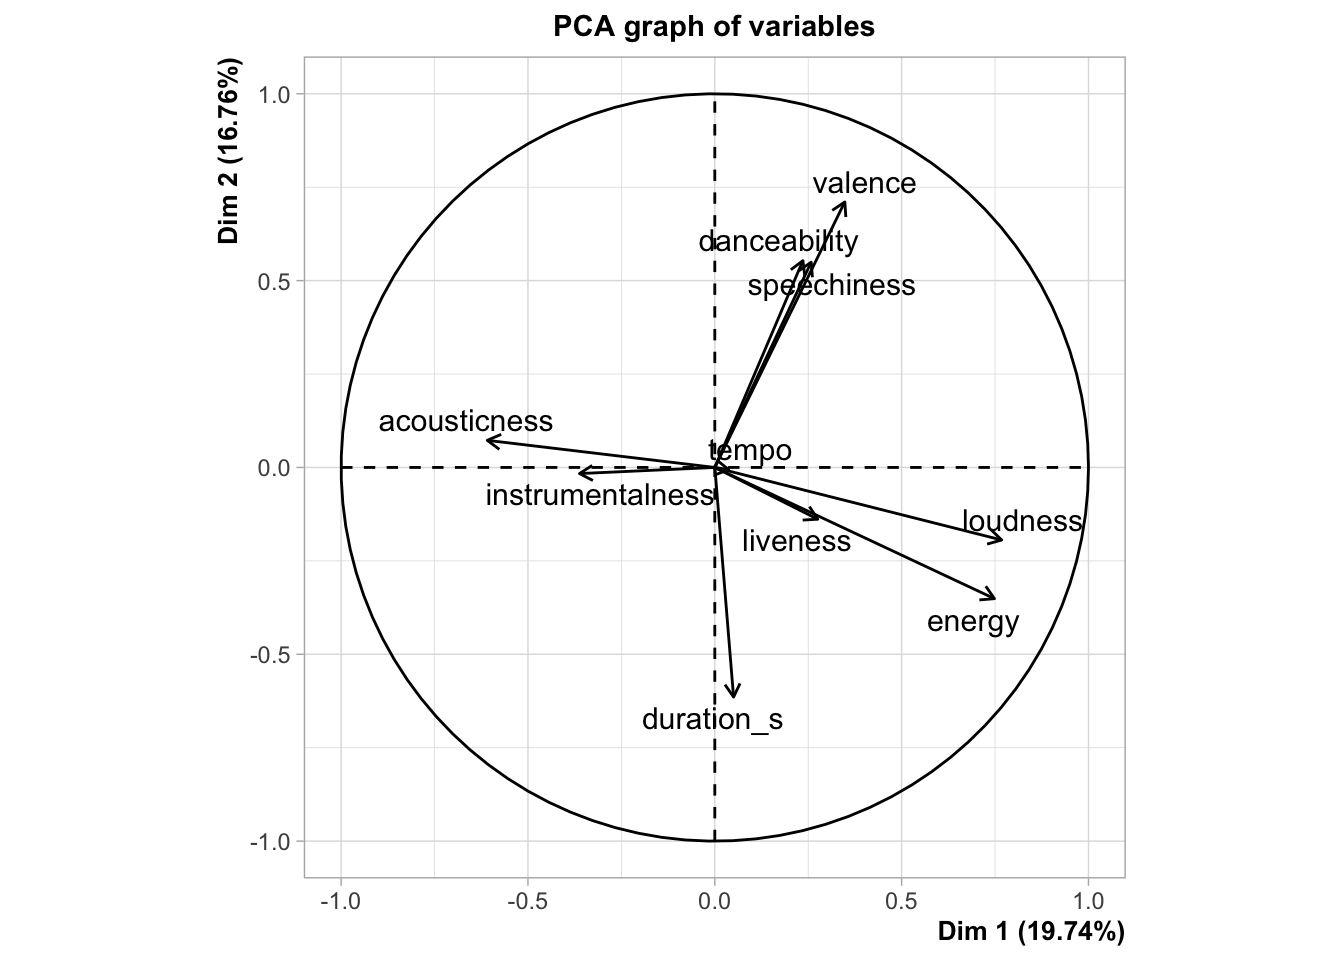 PCA graph of variables
Dim 2 (16.76%)
1.0
0.5
0.0
-0.5
-1.0
valence
danceability
speechiness
acousticness
tempo
instrumentalness
loudness
liveness
energy
duration_s
-1.0 -0.5 0.0 0.5 1.0
Dim 1 (19.74%)